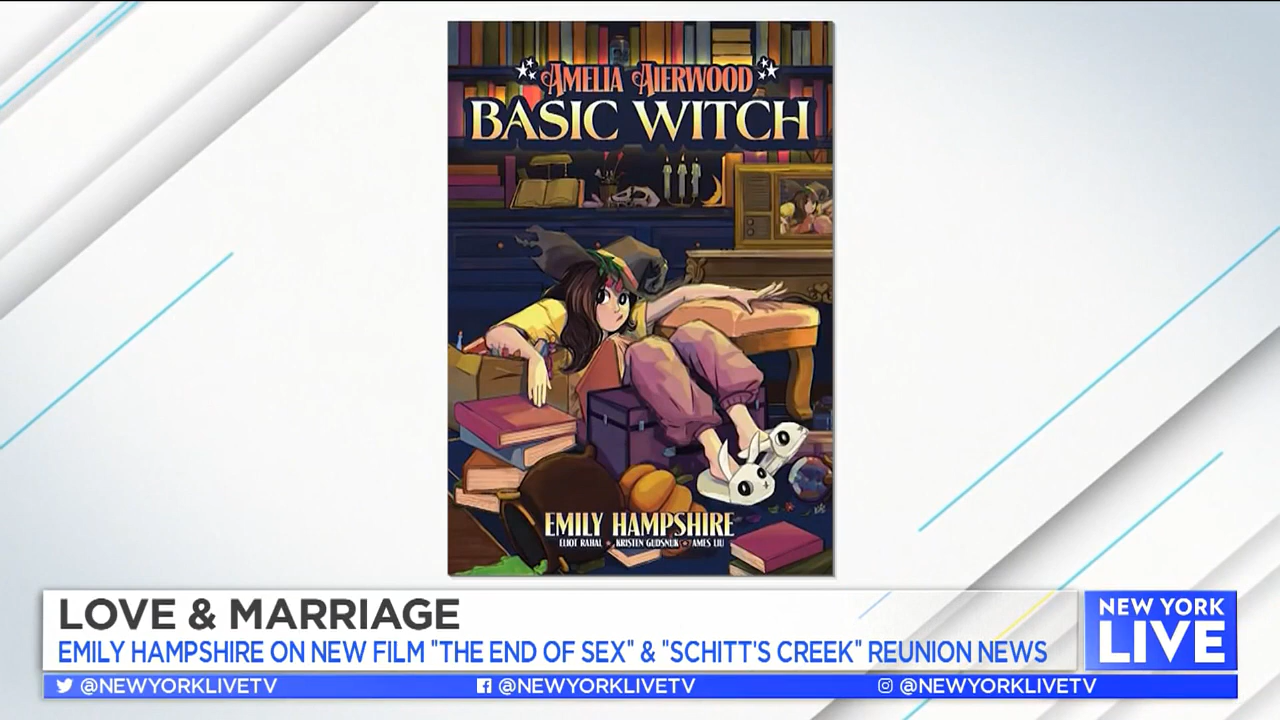 AMELIA AIERWOOD
BASIC WITCH
EMILY HAMPSHIRE
ELIOT RAHAL ★ KRISTEN GUDSNUK ★ AMES LIU
LOVE & MARRIAGE
EMILY HAMPSHIRE ON NEW FILM "THE END OF SEX" & "SCHITT'S CREEK" REUNION NEWS
NEW YORK
LIVE
@NEWYORKLIVETV
@NEWYORKLIVETV
@NEWYORKLIVETV